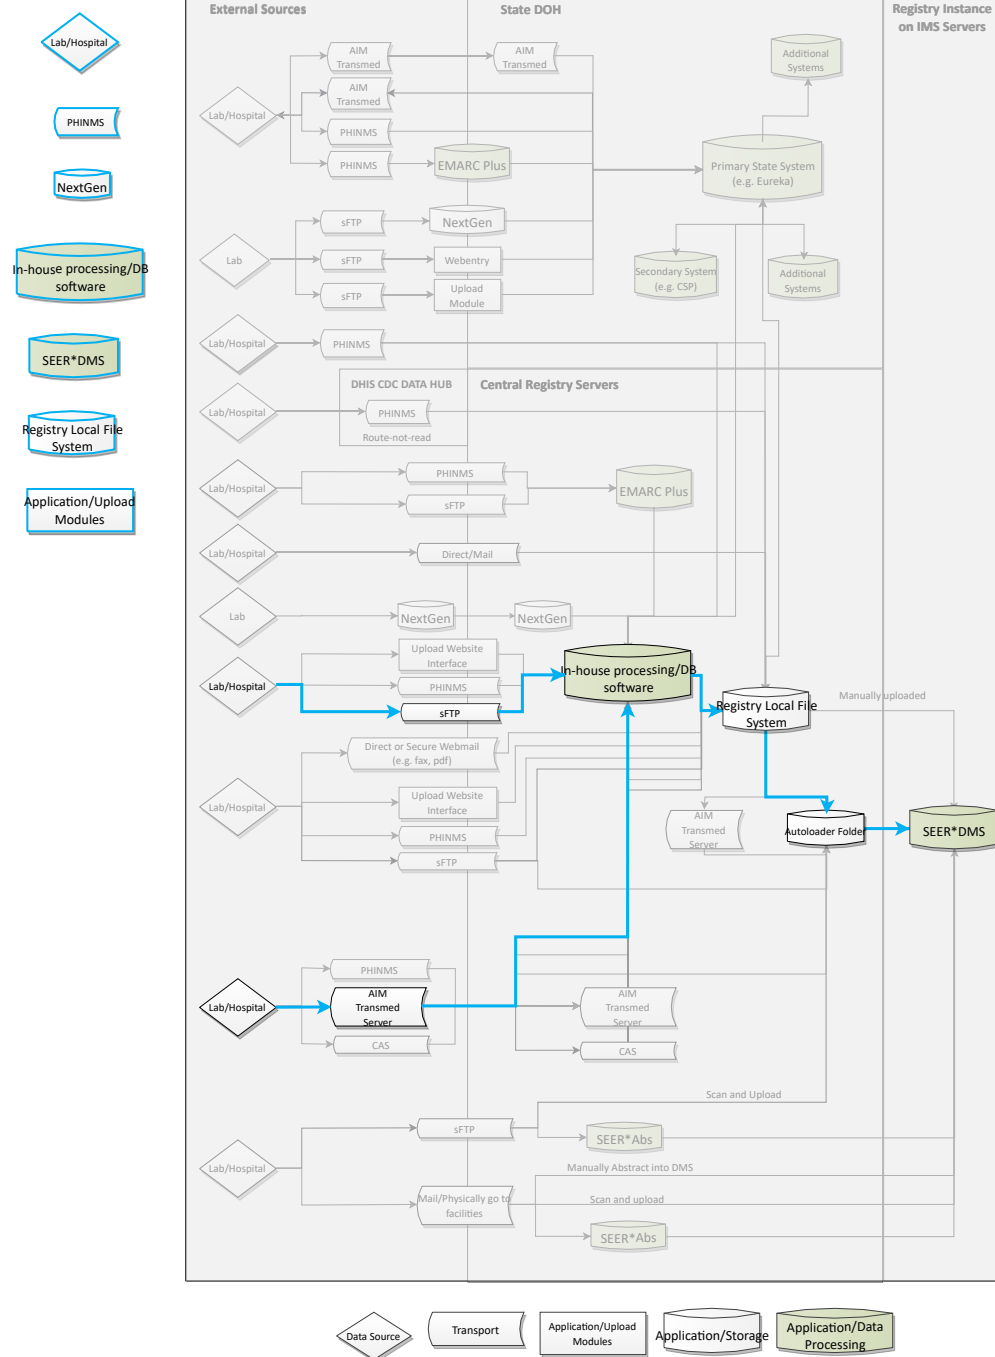 External Sources
State DOH
Registry Instance
on IMS Servers
Lab/Hospital
PHINMS
NextGen
In-house processing/DB
software
SEER*DMS
Registry Local File
System
Application/Upload
Modules
AIM
Transmed
AIM
Transmed
Additional
Systems
Lab/Hospital
AIM
Transmed
PHINMS
PHINMS
EMARC Plus
Primary State System
(e.g. Eureka)
sFTP
NextGen
Lab
sFTP
Webentry
Secondary System
(e.g. CSP)
Additional
Systems
sFTP
Upload
Module
Lab/Hospital
PHINMS
DHIS CDC DATA HUB
Central Registry Servers
Lab/Hospital
PHINMS
Route-not-read
Lab/Hospital
PHINMS
sFTP
EMARC Plus
Lab/Hospital
Direct/Mail
Lab
NextGen
NextGen
Upload Website
Interface
Lab/Hospital
PHINMS
sFTP
In-house processing/DB
software
Registry Local File
System
Manually uploaded
Direct or Secure Webmail
(e.g. fax, pdf)
Lab/Hospital
Upload Website
Interface
PHINMS
sFTP
AIM
Transmed
Server
Autoloader Folder
SEER*DMS
PHINMS
Lab/Hospital
AIM
Transmed
Server
CAS
AIM
Transmed
Server
CAS
Scan and Upload
sFTP
SEER*Abs
Lab/Hospital
Manually Abstract into DMS
Mail/Physically go to
facilities
Scan and upload
SEER*Abs
Data Source
Transport
Application/Upload
Modules
Application/Storage
Application/Data
Processing